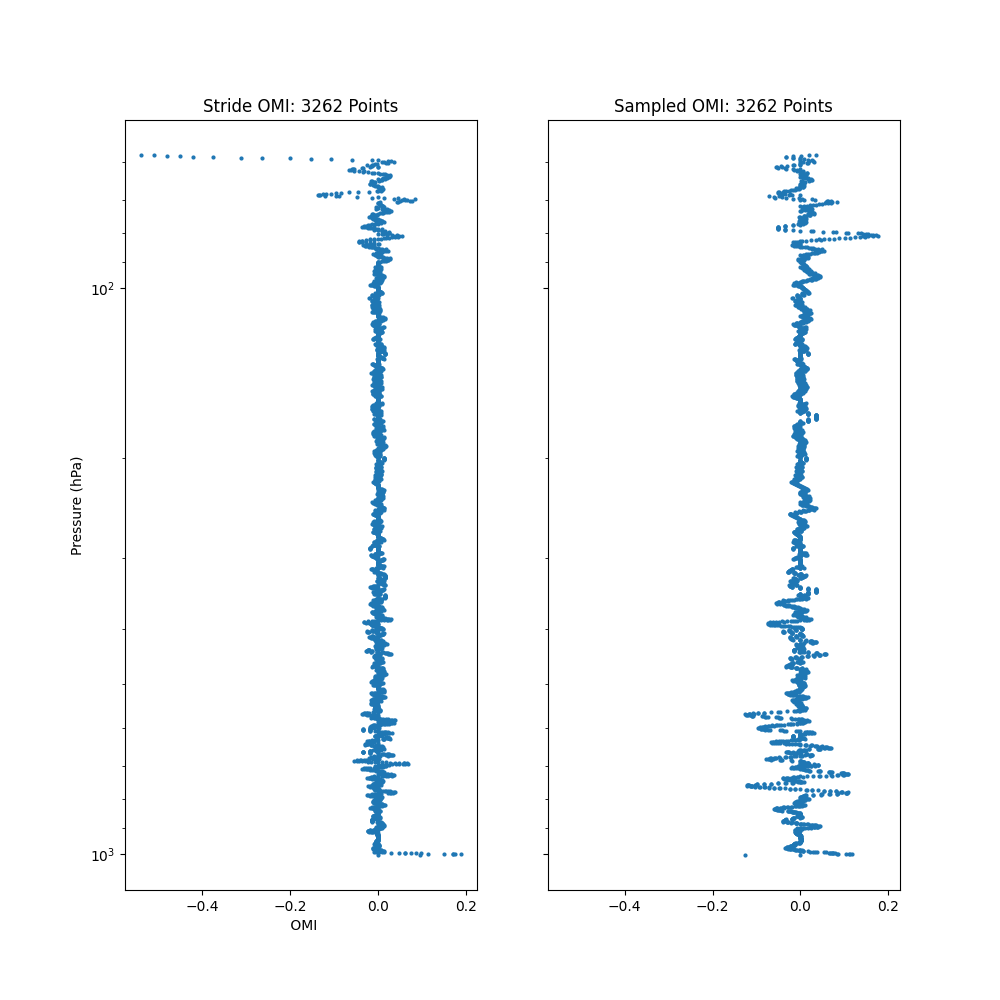 Stride OMI: 3262 Points
Sampled OMI: 3262 Points
Pressure (hPa)
10²
10³
−0.4 −0.2 0.0 0.2
−0.4 −0.2 0.0 0.2
OMI